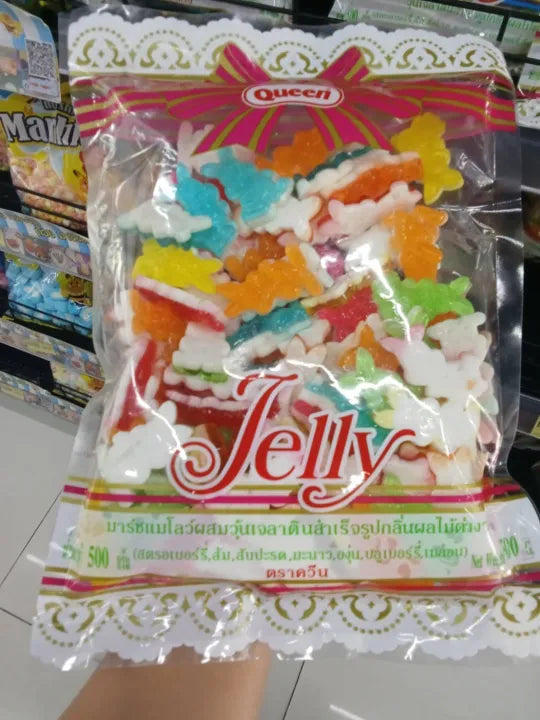 Queen
Jelly
มาร์ชแมโลว์ผสมวุ้นเจลาตินสำเร็จรูปกลิ่นผลไม้ต่างๆ
500 กรัม
(สตรอเบอร์รี่,ส้ม,สับปะรด,มะนาว,องุ่น,บลูเบอร์รี่,เมล่อน)
ตราควีน